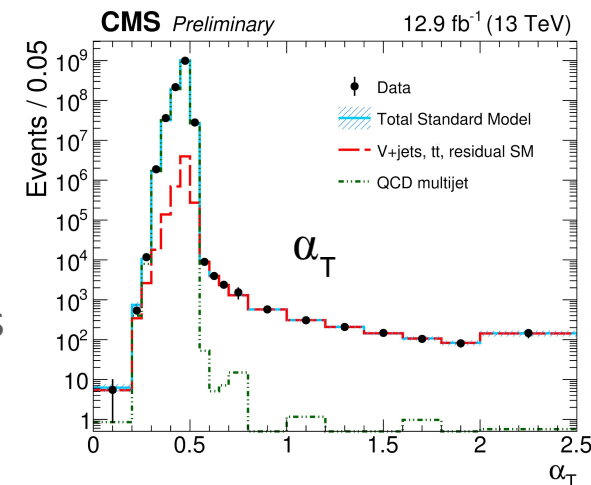 CMS Preliminary 12.9 fb⁻¹ (13 TeV)
Events / 0.05
10⁹
10⁸
10⁷
10⁶
10⁵
10⁴
10³
10²
10
1
Data
Total Standard Model
V+jets, tt, residual SM
QCD multijet
α_T
s
0 0.5 1 1.5 2 2.5
α_T